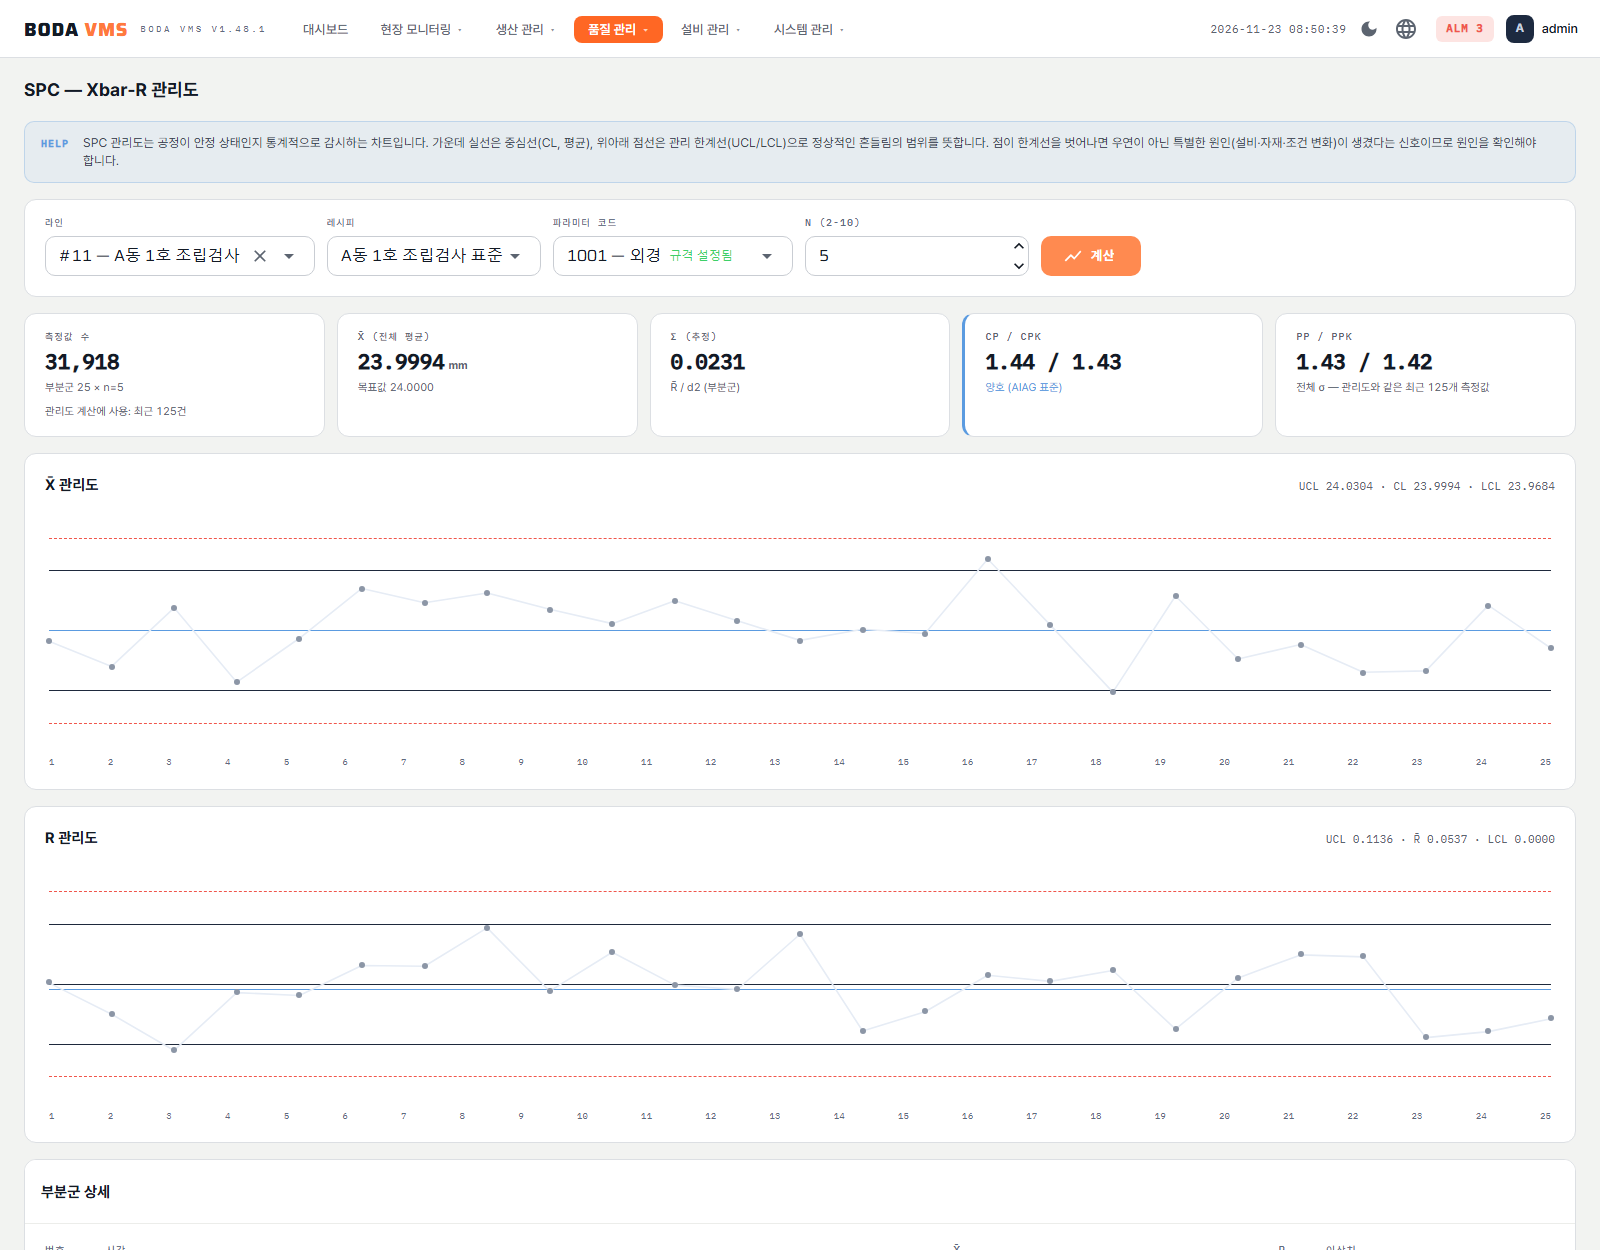 BODA VMS BODA VMS V1.48.1 대시보드 현장 모니터링 생산 관리 품질 관리 설비 관리 시스템 관리 2026-11-23 08:50:39 ALM 3 A admin
SPC — Xbar-R 관리도
HELP SPC 관리도는 공정이 안정 상태인지 통계적으로 감시하는 차트입니다. 가운데 실선은 중심선(CL, 평균), 위아래 점선은 관리 한계선(UCL/LCL)으로 정상적인 흔들림의 범위를 뜻합니다. 점이 한계선을 벗어나면 우연이 아닌 특별한 원인(설비·자재·조건 변화)이 생겼다는 신호이므로 원인을 확인해야
합니다.
라인 레시피 파라미터 코드 N (2-10)
#11 — A동 1호 조립검사 A동 1호 조립검사 표준 1001 — 외경 규격 설정됨 5 계산
측정값 수 X̄ (전체 평균) Σ (추정) CP / CPK PP / PPK
31,918 23.9994 mm 0.0231 1.44 / 1.43 1.43 / 1.42
부분군 25 × n=5 목표값 24.0000 R̄ / d2 (부분군) 양호 (AIAG 표준) 전체 σ — 관리도와 같은 최근 125개 측정값
관리도 계산에 사용: 최근 125건
X̄ 관리도 UCL 24.0304 · CL 23.9994 · LCL 23.9684
1 2 3 4 5 6 7 8 9 10 11 12 13 14 15 16 17 18 19 20 21 22 23 24 25
R 관리도 UCL 0.1136 · R̄ 0.0537 · LCL 0.0000
1 2 3 4 5 6 7 8 9 10 11 12 13 14 15 16 17 18 19 20 21 22 23 24 25
부분군 상세